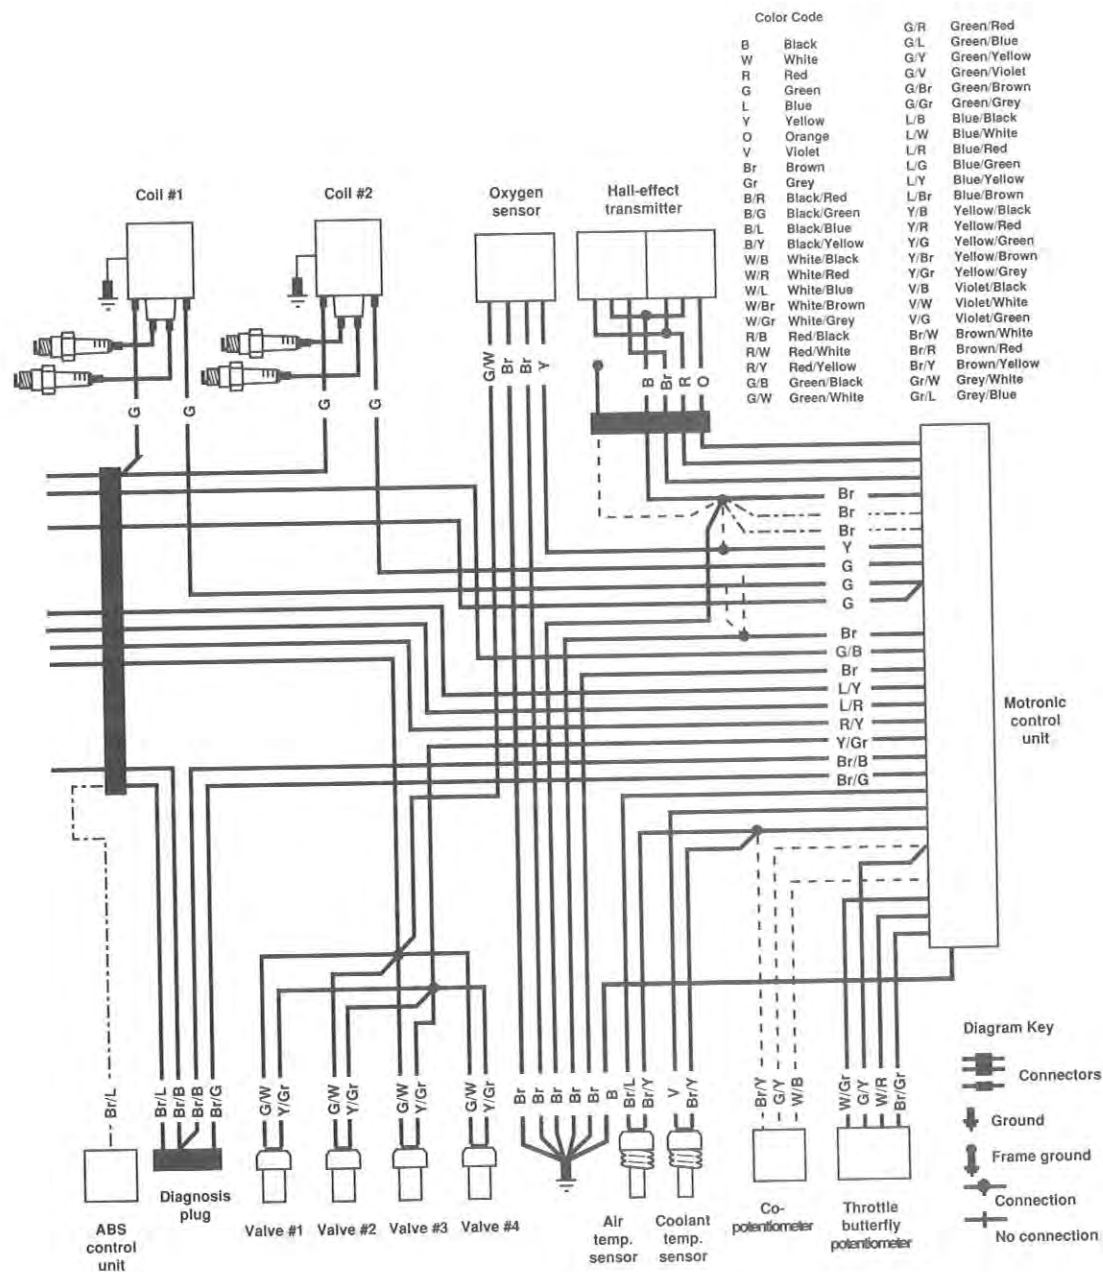 Color Code
B Black
W White
R Red
G Green
L Blue
Y Yellow
O Orange
V Violet
Br Brown
Gr Grey
B/R Black/Red
B/G Black/Green
B/L Black/Blue
B/Y Black/Yellow
W/B White/Black
W/R White/Red
W/L White/Blue
W/Br White/Brown
W/Gr White/Grey
R/B Red/Black
R/W Red/White
R/Y Red/Yellow
G/B Green/Black
G/W Green/White
G/R Green/Red
G/L Green/Blue
G/Y Green/Yellow
G/V Green/Violet
G/Br Green/Brown
G/Gr Green/Grey
L/B Blue/Black
L/W Blue/White
L/R Blue/Red
L/G Blue/Green
L/Y Blue/Yellow
L/Br Blue/Brown
Y/B Yellow/Black
Y/R Yellow/Red
Y/G Yellow/Green
Y/Br Yellow/Brown
Y/Gr Yellow/Grey
V/B Violet/Black
V/W Violet/White
V/G Violet/Green
Br/W Brown/White
Br/R Brown/Red
Br/Y Brown/Yellow
Gr/W Grey/White
Gr/L Grey/Blue
Coil #1
Coil #2
Oxygen
sensor
Hall-effect
transmitter
G/W Br Br Y
B Br R O
G G G G
Br
Br
Br
Y
G
G
G
Br
G/B
Br
L/Y
L/R
R/Y
Y/Gr
Br/B
Br/G
Motronic
control
unit
Diagram Key
Connectors
Ground
Frame ground
Connection
No connection
Br/L Br/L Br/B Br/B Br/G G/W Y/Gr G/W Y/Gr G/W Y/Gr G/W Y/Gr Br Br Br Br Br B Br/L Br/Y V Br/Y Br/Y G/Y W/B W/Gr G/Y W/R Br/Gr
ABS
control
unit
Diagnosis
plug
Valve #1
Valve #2
Valve #3
Valve #4
Air
temp.
sensor
Coolant
temp.
sensor
Co-
potentiometer
Throttle
butterfly
potentiometer